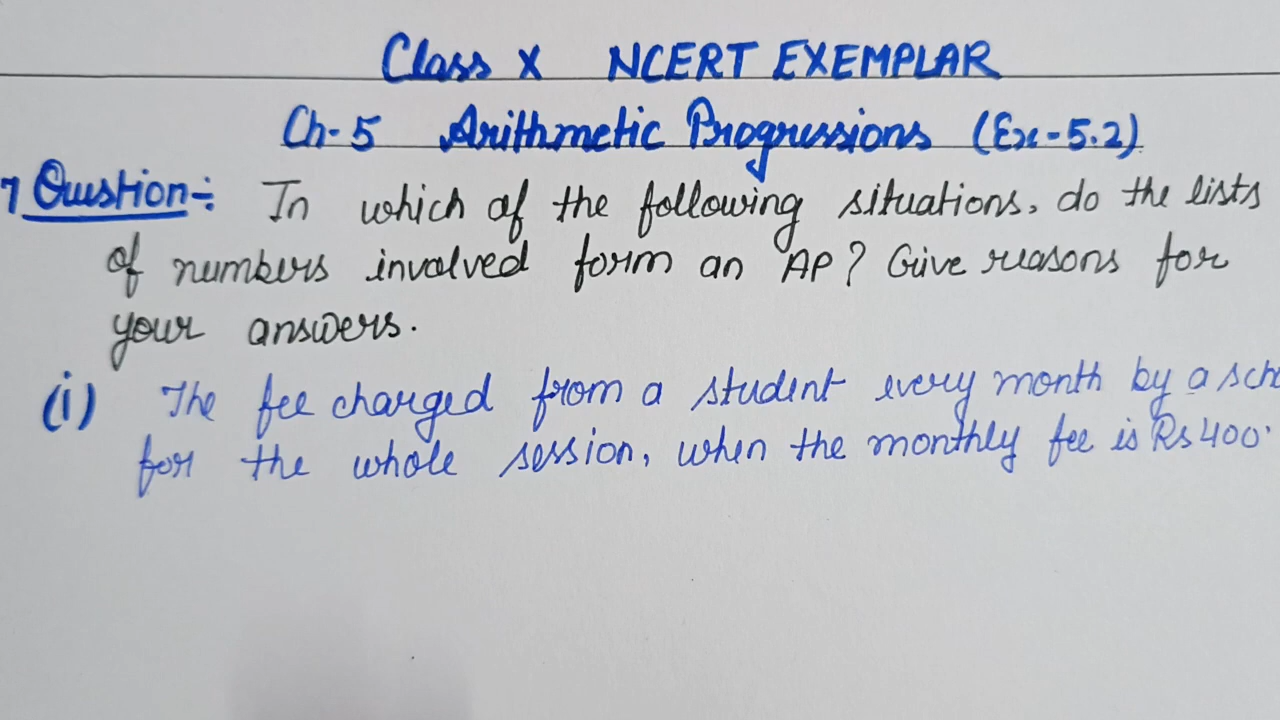 Class X NCERT EXEMPLAR
Ch-5 Arithmetic Progressions (Ex-5.2)
7 Question:- In which of the following situations, do the lists
of numbers involved form an AP? Give reasons for
your answers.
(i) The fee charged from a student every month by a sch
for the whole session, when the monthly fee is Rs 400.